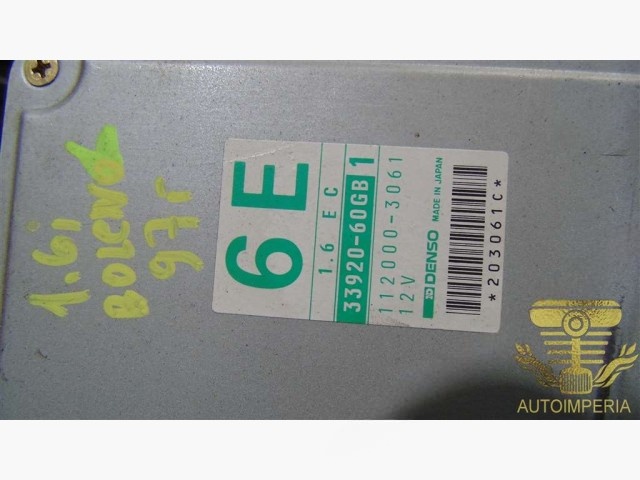 1.6i
BOLENO
97г
6E
1.6 EC
33920-60GB 1
112000-3061
12V
DENSO MADE IN JAPAN
*203061C*
AUTOIMPERIA